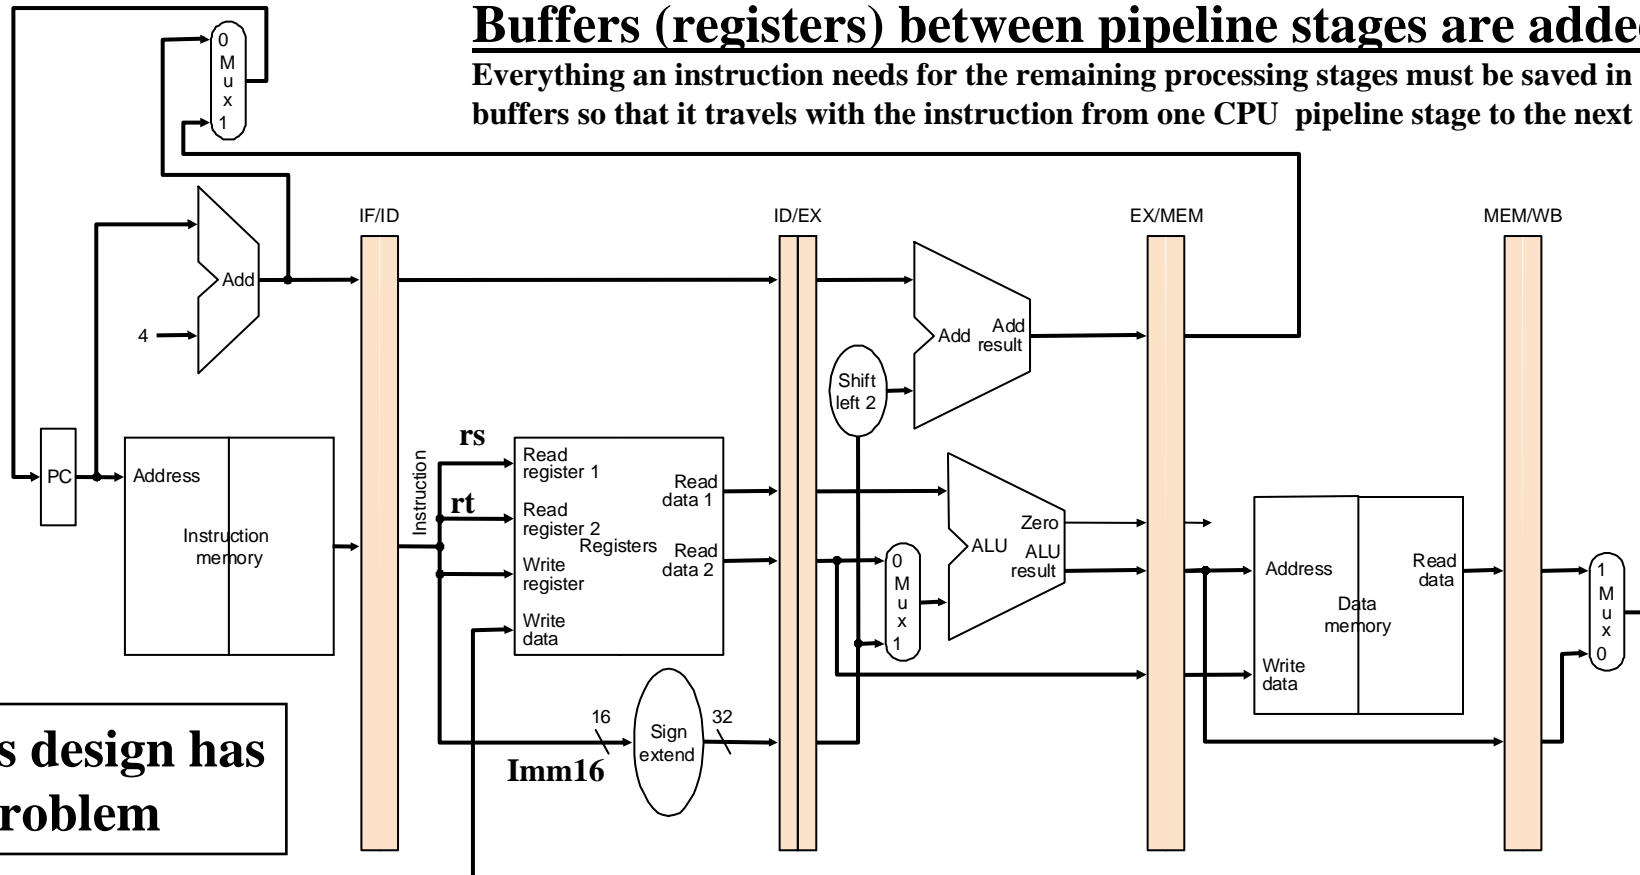 Buffers (registers) between pipeline stages are adde
Everything an instruction needs for the remaining processing stages must be saved in
buffers so that it travels with the instruction from one CPU pipeline stage to the next
0
M
u
x
1
IF/ID
ID/EX
EX/MEM
MEM/WB
Add
4
Add
Add
result
Shift
left 2
PC
Address
Instruction
memory
Instruction
rs
rt
Read
register 1
Read
register 2
Write
register
Write
data
Registers
Read
data 1
Read
data 2
0
M
u
x
1
Zero
ALU
ALU
result
Address
Read
data
Data
memory
Write
data
1
M
u
x
0
16
Sign
extend
32
Imm16
s design has
roblem